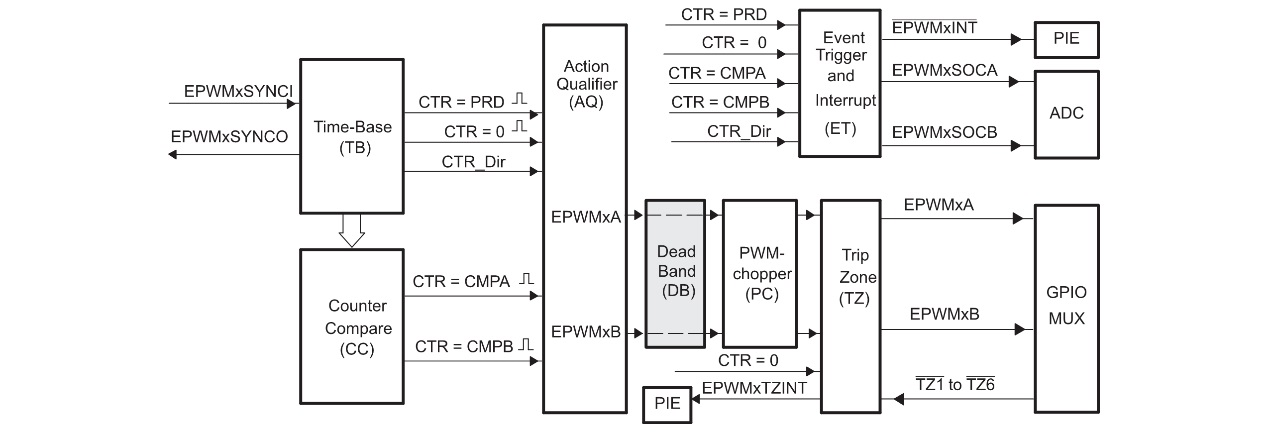 EPWMxSYNCI
EPWMxSYNCO
Time-Base
(TB)
CTR = PRD
CTR = 0
CTR_Dir
Counter
Compare
(CC)
CTR = CMPA
CTR = CMPB
Action
Qualifier
(AQ)
EPWMxA
EPWMxB
CTR = PRD
CTR = 0
CTR = CMPA
CTR = CMPB
CTR_Dir
Event
Trigger
and
Interrupt
(ET)
EPWMxINT
EPWMxSOCA
EPWMxSOCB
PIE
ADC
Dead
Band
(DB)
PWM-
chopper
(PC)
Trip
Zone
(TZ)
CTR = 0
EPWMxTZINT
PIE
EPWMxA
EPWMxB
TZ1 to TZ6
GPIO
MUX